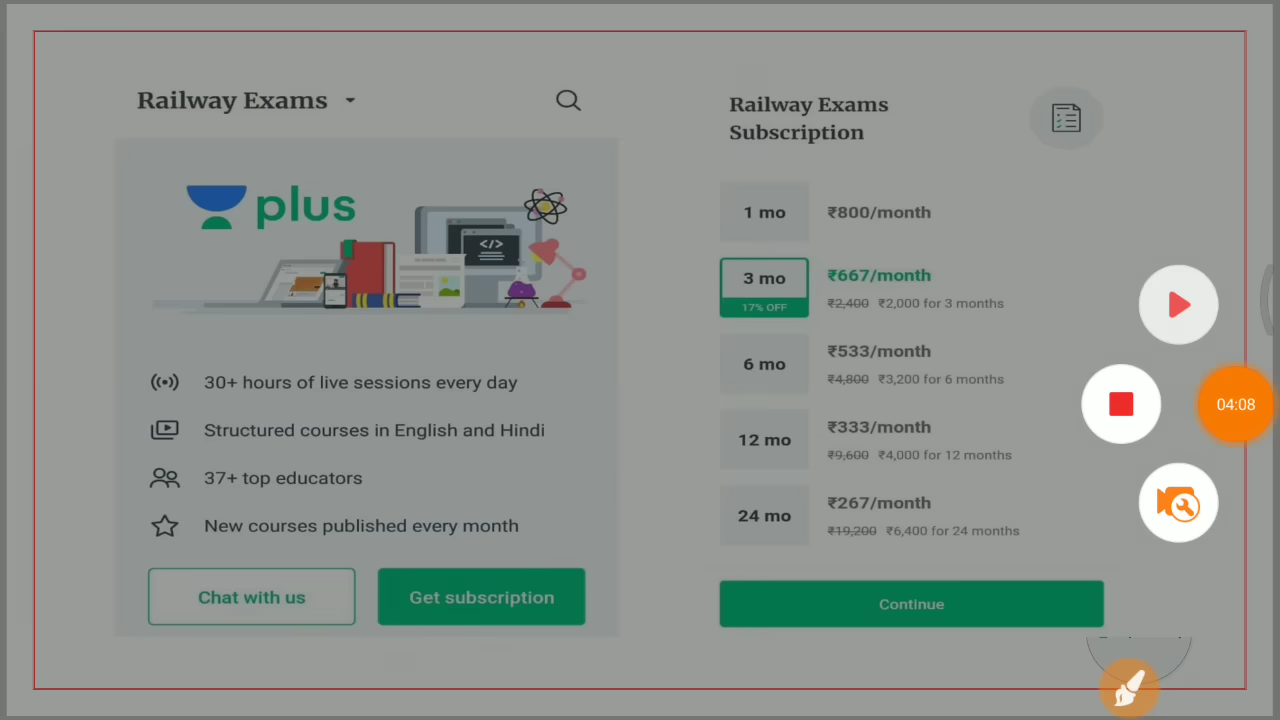 Railway Exams
plus
</>
30+ hours of live sessions every day
Structured courses in English and Hindi
37+ top educators
New courses published every month
Chat with us
Get subscription
Railway Exams
Subscription
1 mo
₹800/month
3 mo
17% OFF
₹667/month
₹2,400 ₹2,000 for 3 months
6 mo
₹533/month
₹4,800 ₹3,200 for 6 months
12 mo
₹333/month
₹9,600 ₹4,000 for 12 months
24 mo
₹267/month
₹19,200 ₹6,400 for 24 months
Continue
04:08